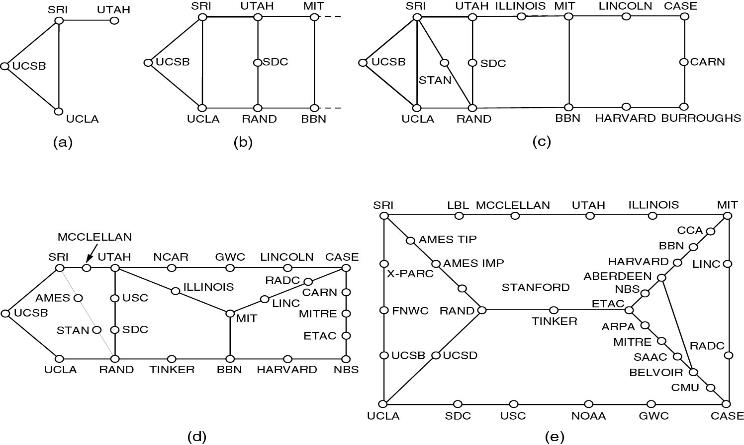 SRI UTAH
UCSB
UCLA
(a)
SRI UTAH MIT
UCSB SDC
UCLA RAND BBN
(b)
SRI UTAH ILLINOIS MIT LINCOLN CASE
UCSB STAN SDC CARN
UCLA RAND BBN HARVARD BURROUGHS
(c)
MCCLELLAN
SRI UTAH NCAR GWC LINCOLN CASE
RADC
ILLINOIS CARN
AMES USC LINC
UCSB MIT MITRE
STAN SDC ETAC
UCLA RAND TINKER BBN HARVARD NBS
(d)
SRI LBL MCCLELLAN UTAH ILLINOIS MIT
CCA
AMES TIP BBN
X-PARC AMES IMP HARVARD LINC
ABERDEEN
STANFORD NBS
FNWC RAND ETAC
TINKER ARPA
MITRE RADC
UCSB UCSD SAAC
BELVOIR
CMU
UCLA SDC USC NOAA GWC CASE
(e)